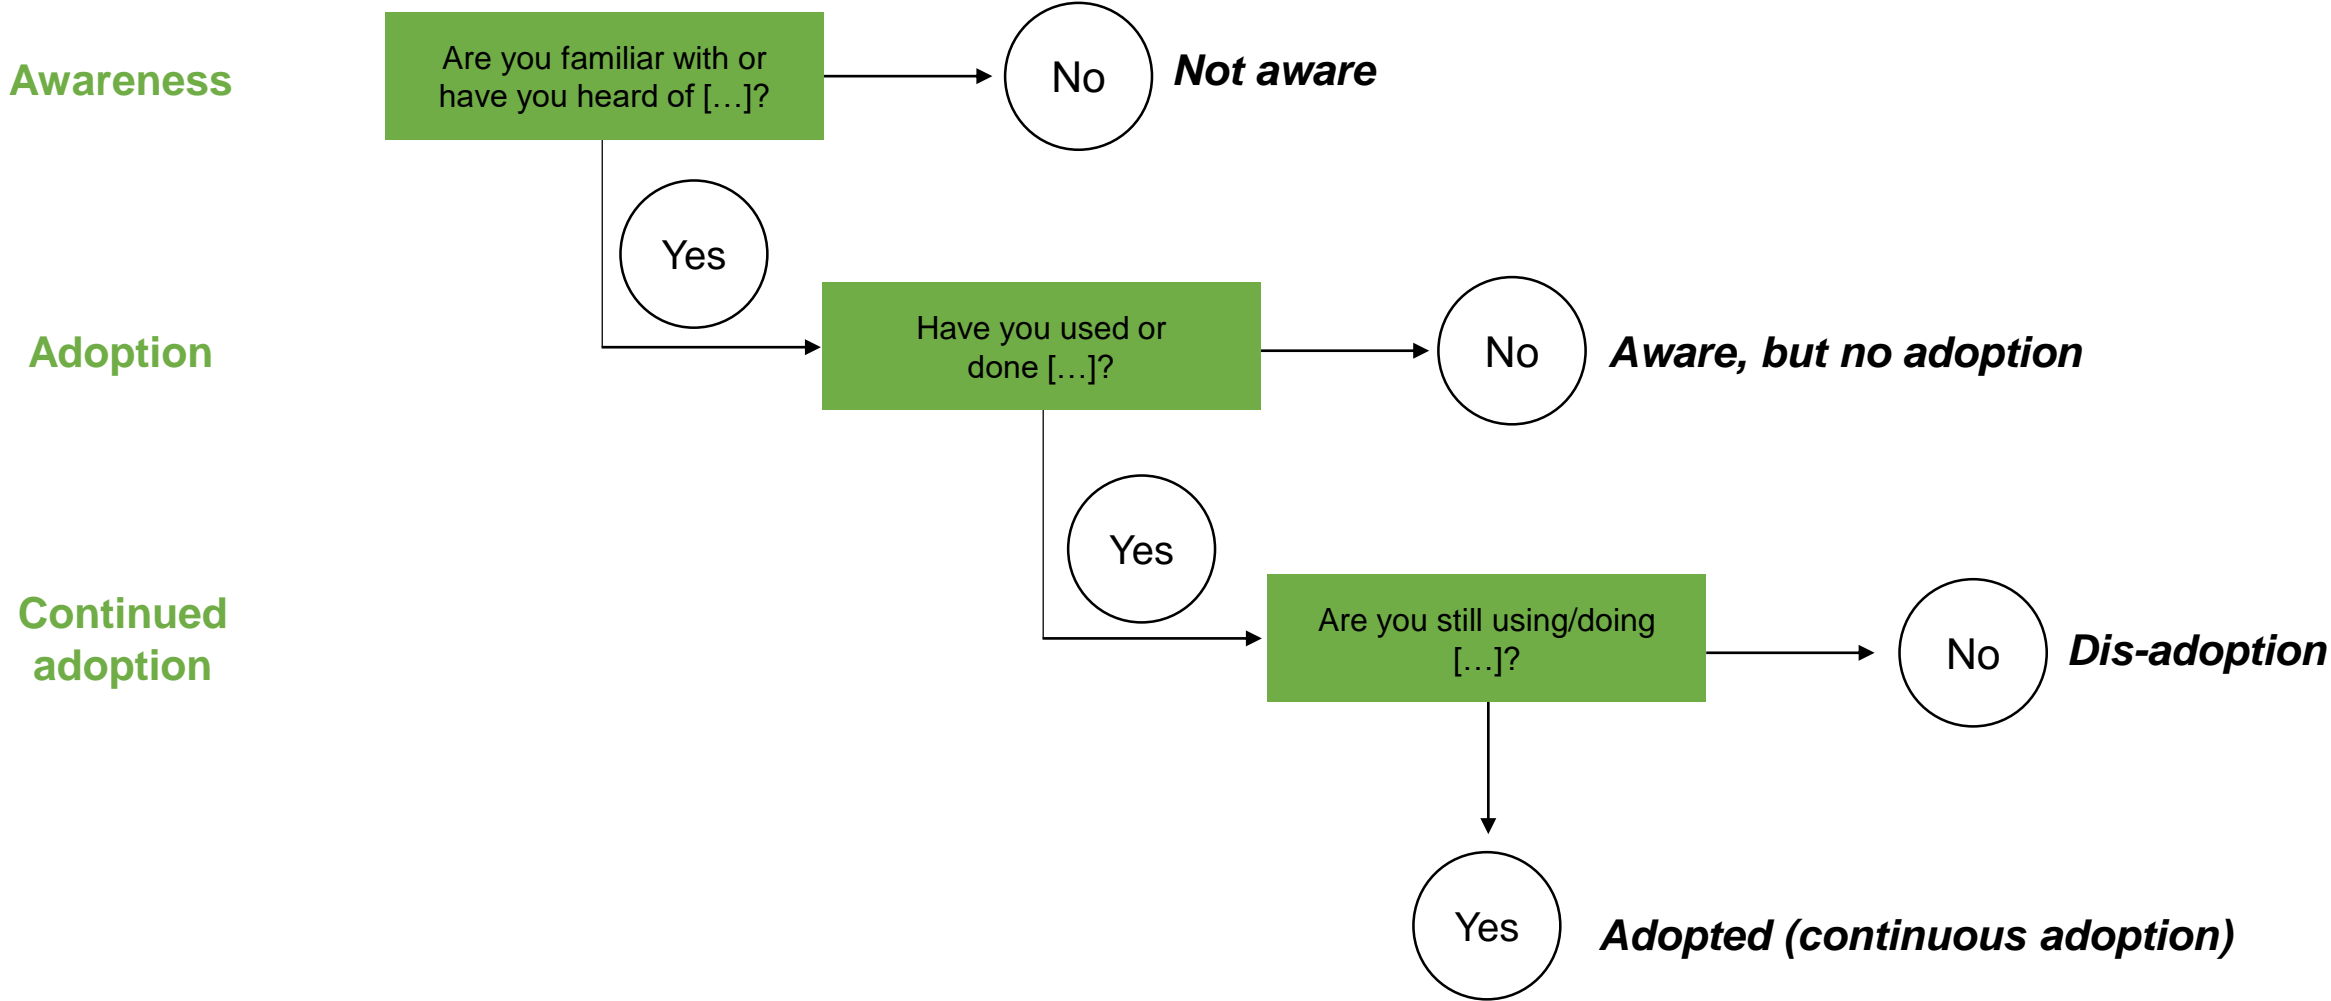 Awareness
Are you familiar with or
have you heard of […]?
No
Not aware
Yes
Adoption
Have you used or
done […]?
No
Aware, but no adoption
Yes
Continued
adoption
Are you still using/doing
[…]?
No
Dis-adoption
Yes
Adopted (continuous adoption)